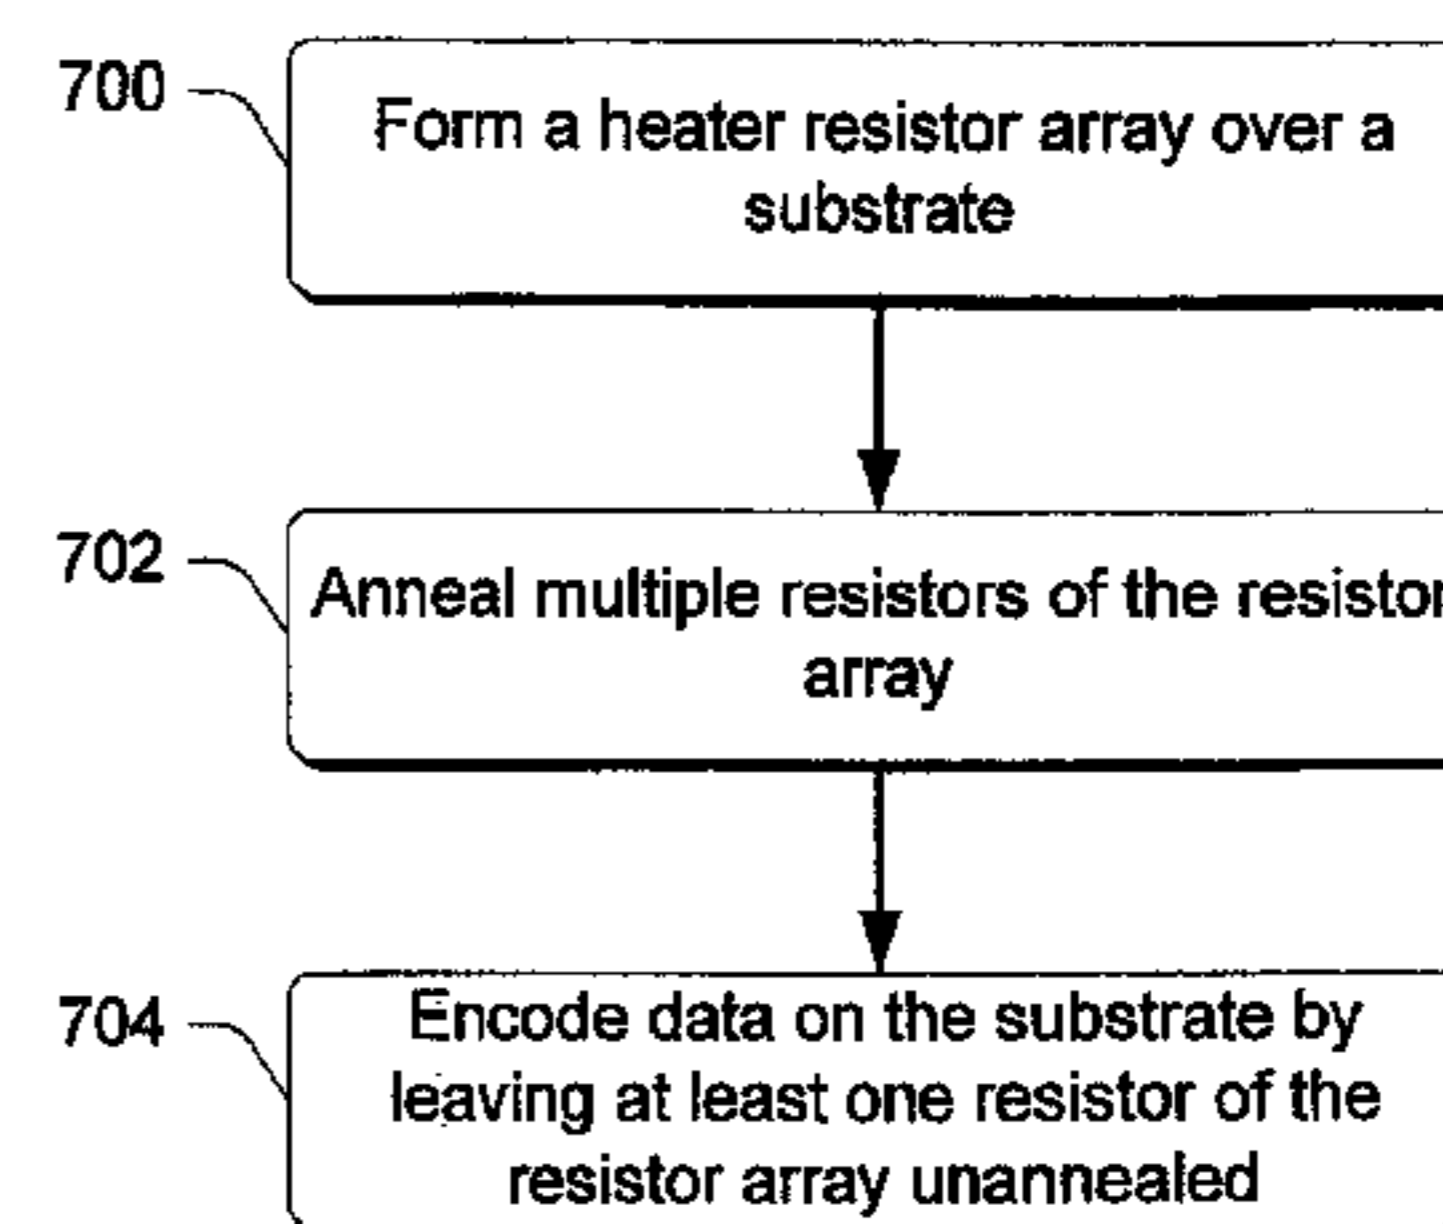 700
Form a heater resistor array over a
substrate
702
Anneal multiple resistors of the resistor
array
704
Encode data on the substrate by
leaving at least one resistor of the
resistor array unannealed